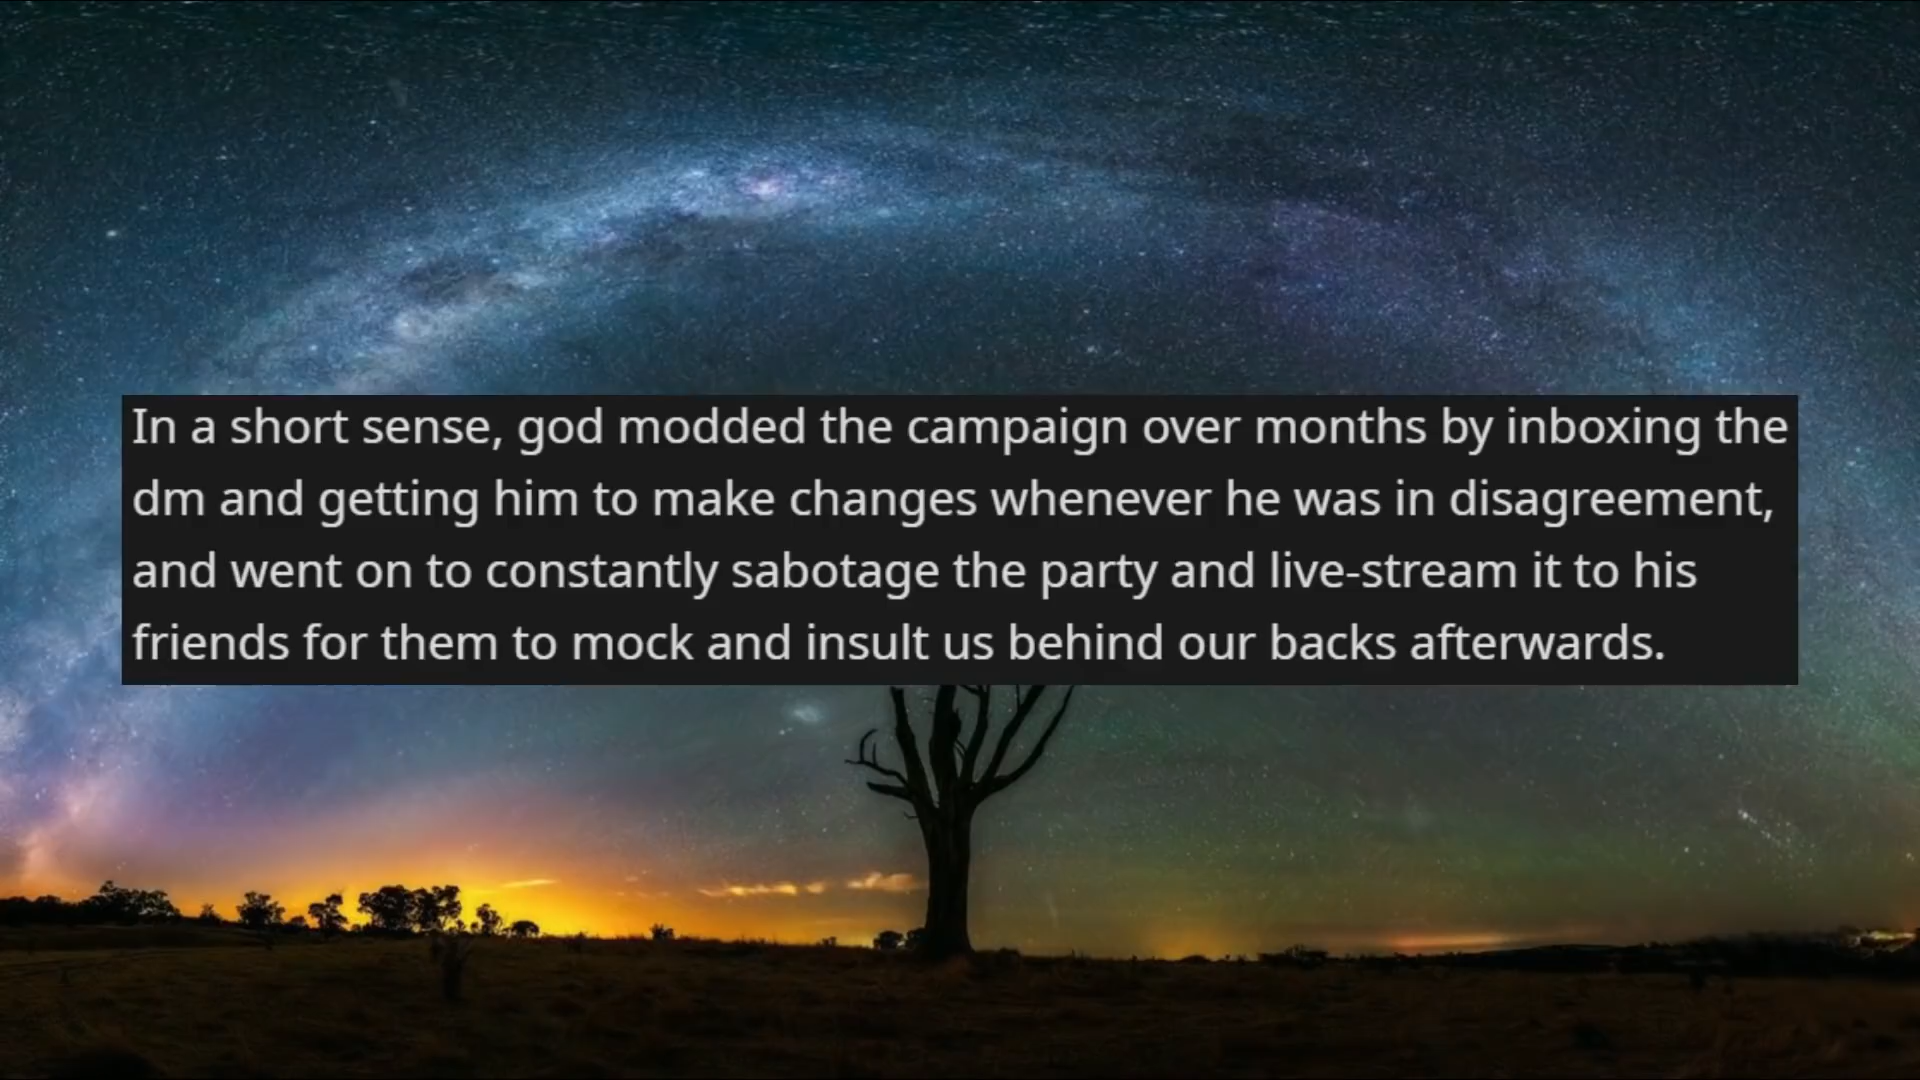 In a short sense, god modded the campaign over months by inboxing the
dm and getting him to make changes whenever he was in disagreement,
and went on to constantly sabotage the party and live-stream it to his
friends for them to mock and insult us behind our backs afterwards.